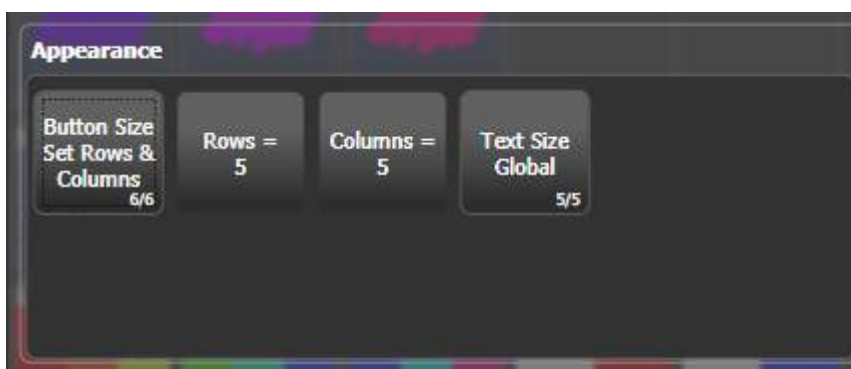 Appearance
Button Size
Set Rows &
Columns
6/6
Rows =
5
Columns =
5
Text Size
Global
5/5